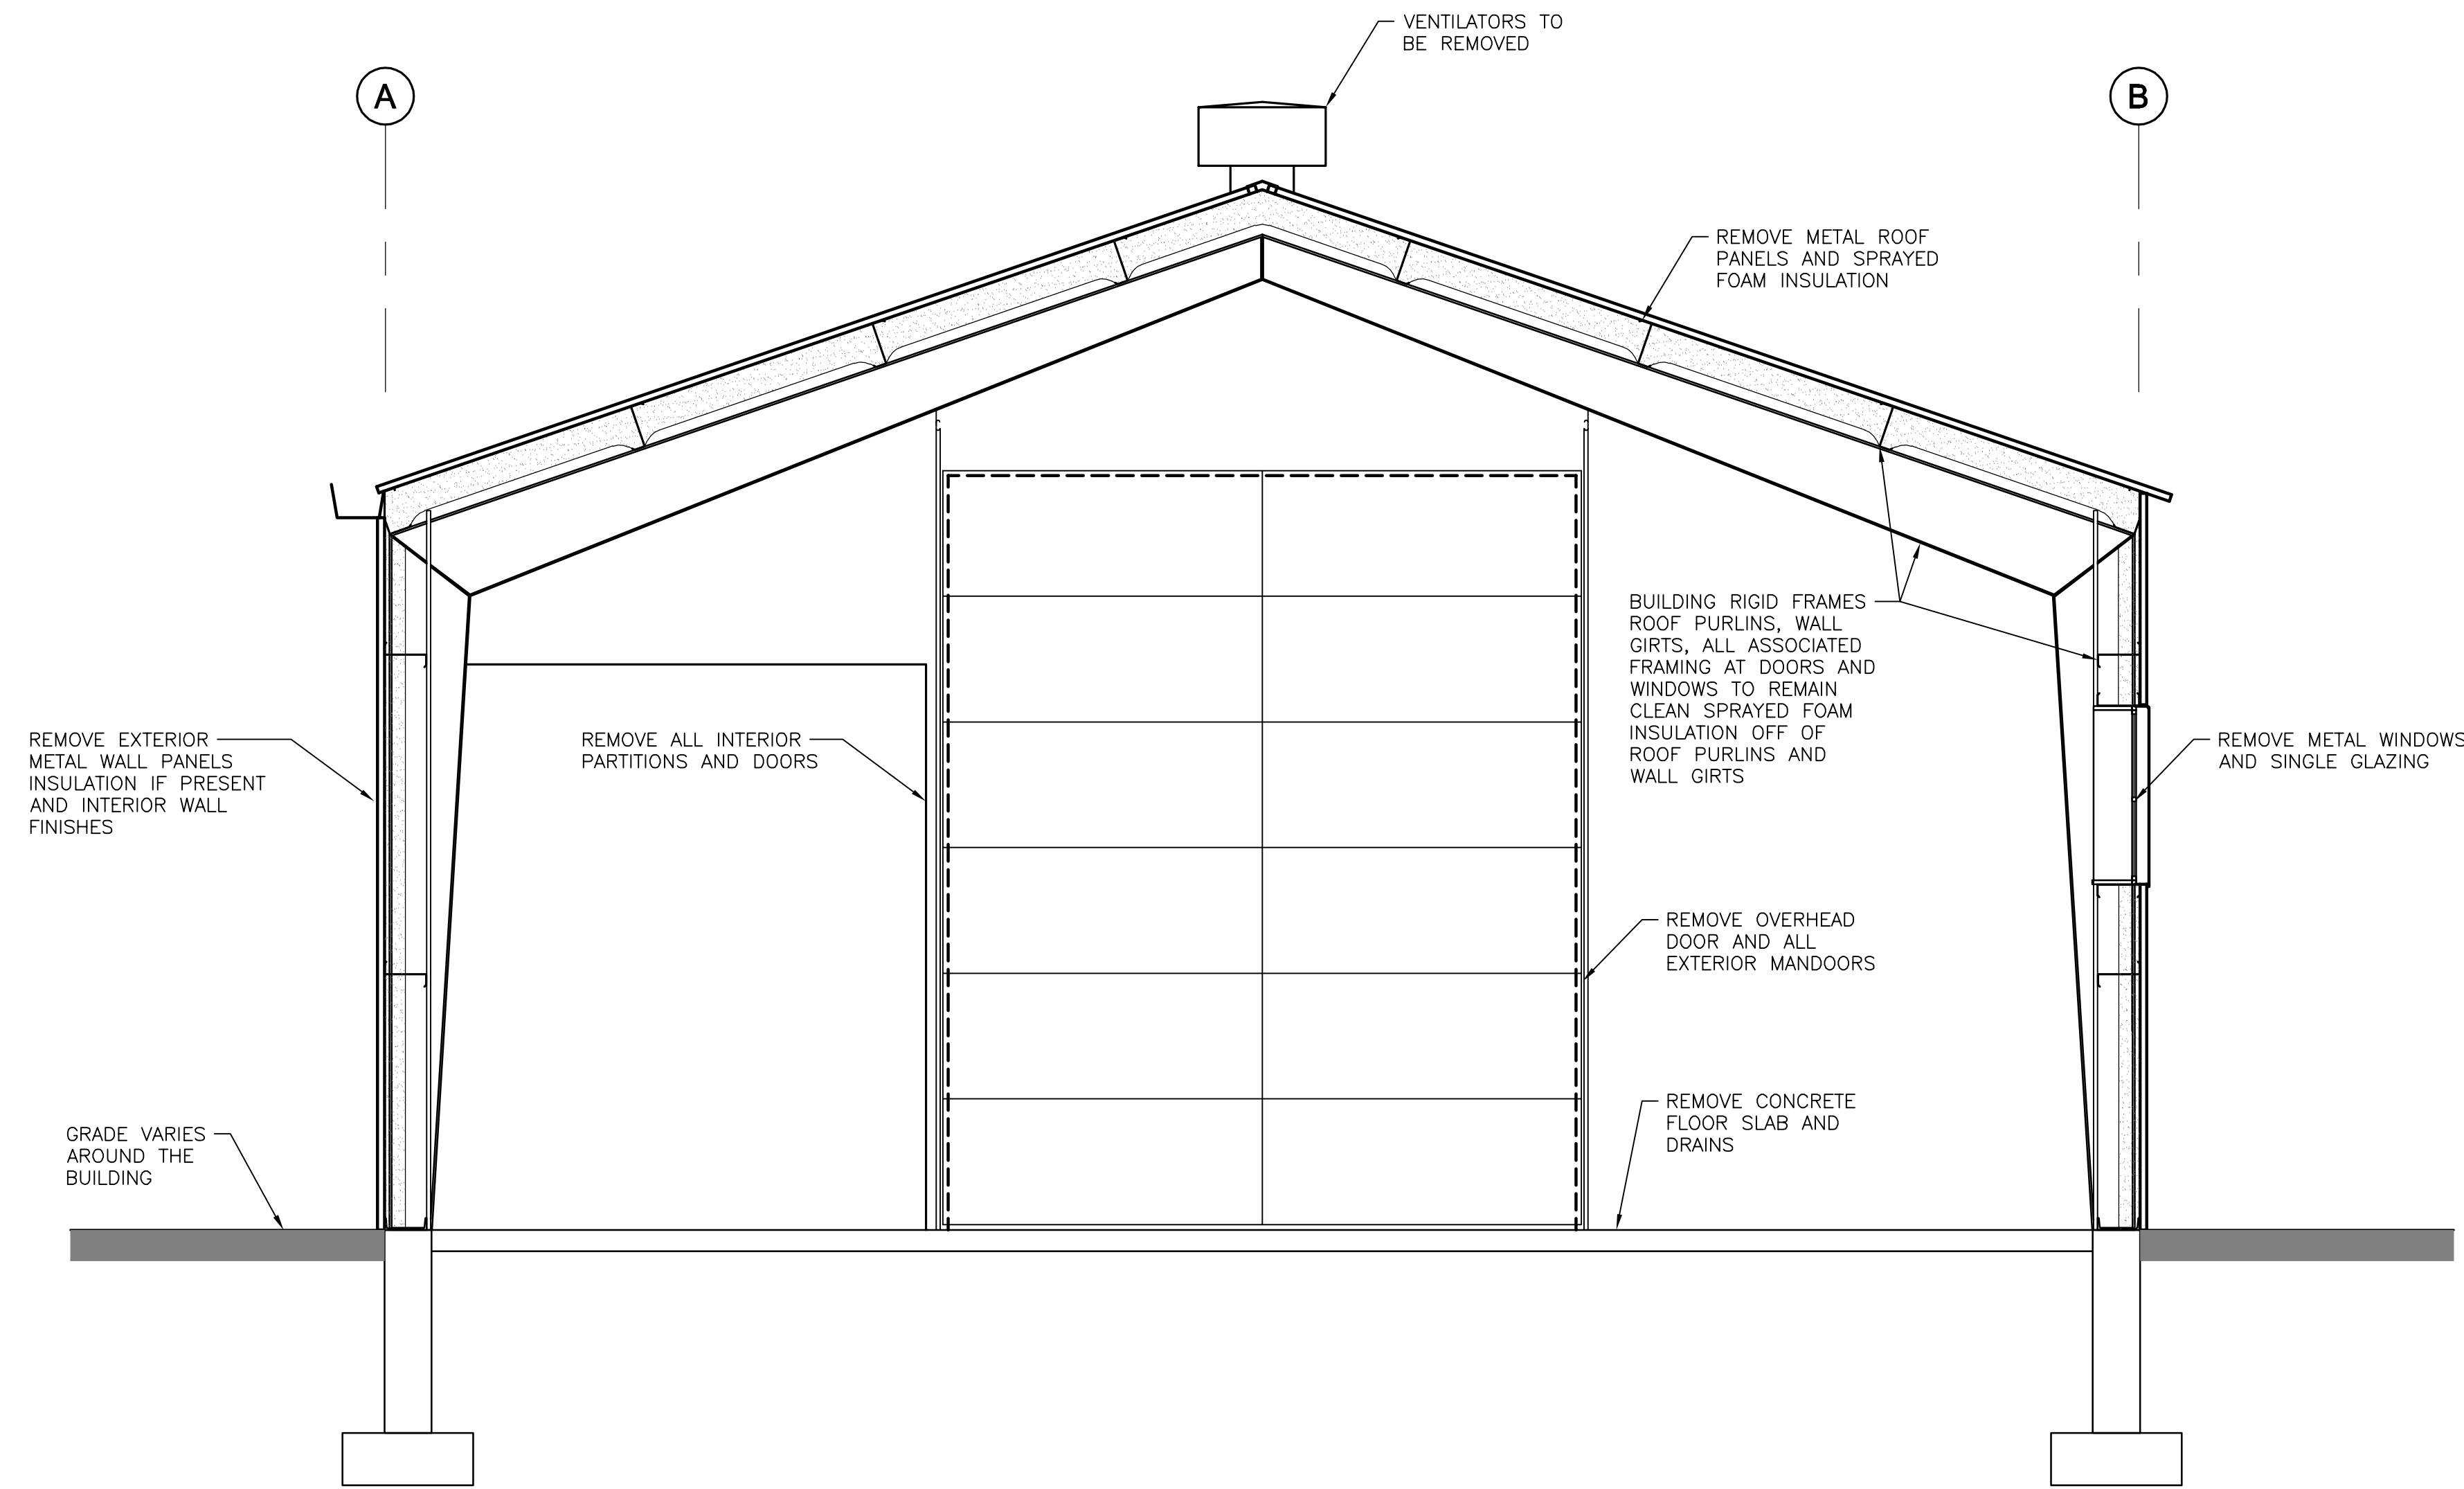 VENTILATORS TO
BE REMOVED
A
B
REMOVE METAL ROOF
PANELS AND SPRAYED
FOAM INSULATION
BUILDING RIGID FRAMES
ROOF PURLINS, WALL
GIRTS, ALL ASSOCIATED
FRAMING AT DOORS AND
WINDOWS TO REMAIN
CLEAN SPRAYED FOAM
INSULATION OFF OF
ROOF PURLINS AND
WALL GIRTS
REMOVE EXTERIOR
METAL WALL PANELS
INSULATION IF PRESENT
AND INTERIOR WALL
FINISHES
REMOVE ALL INTERIOR
PARTITIONS AND DOORS
REMOVE METAL WINDOWS
AND SINGLE GLAZING
REMOVE OVERHEAD
DOOR AND ALL
EXTERIOR MANDOORS
REMOVE CONCRETE
FLOOR SLAB AND
DRAINS
GRADE VARIES
AROUND THE
BUILDING